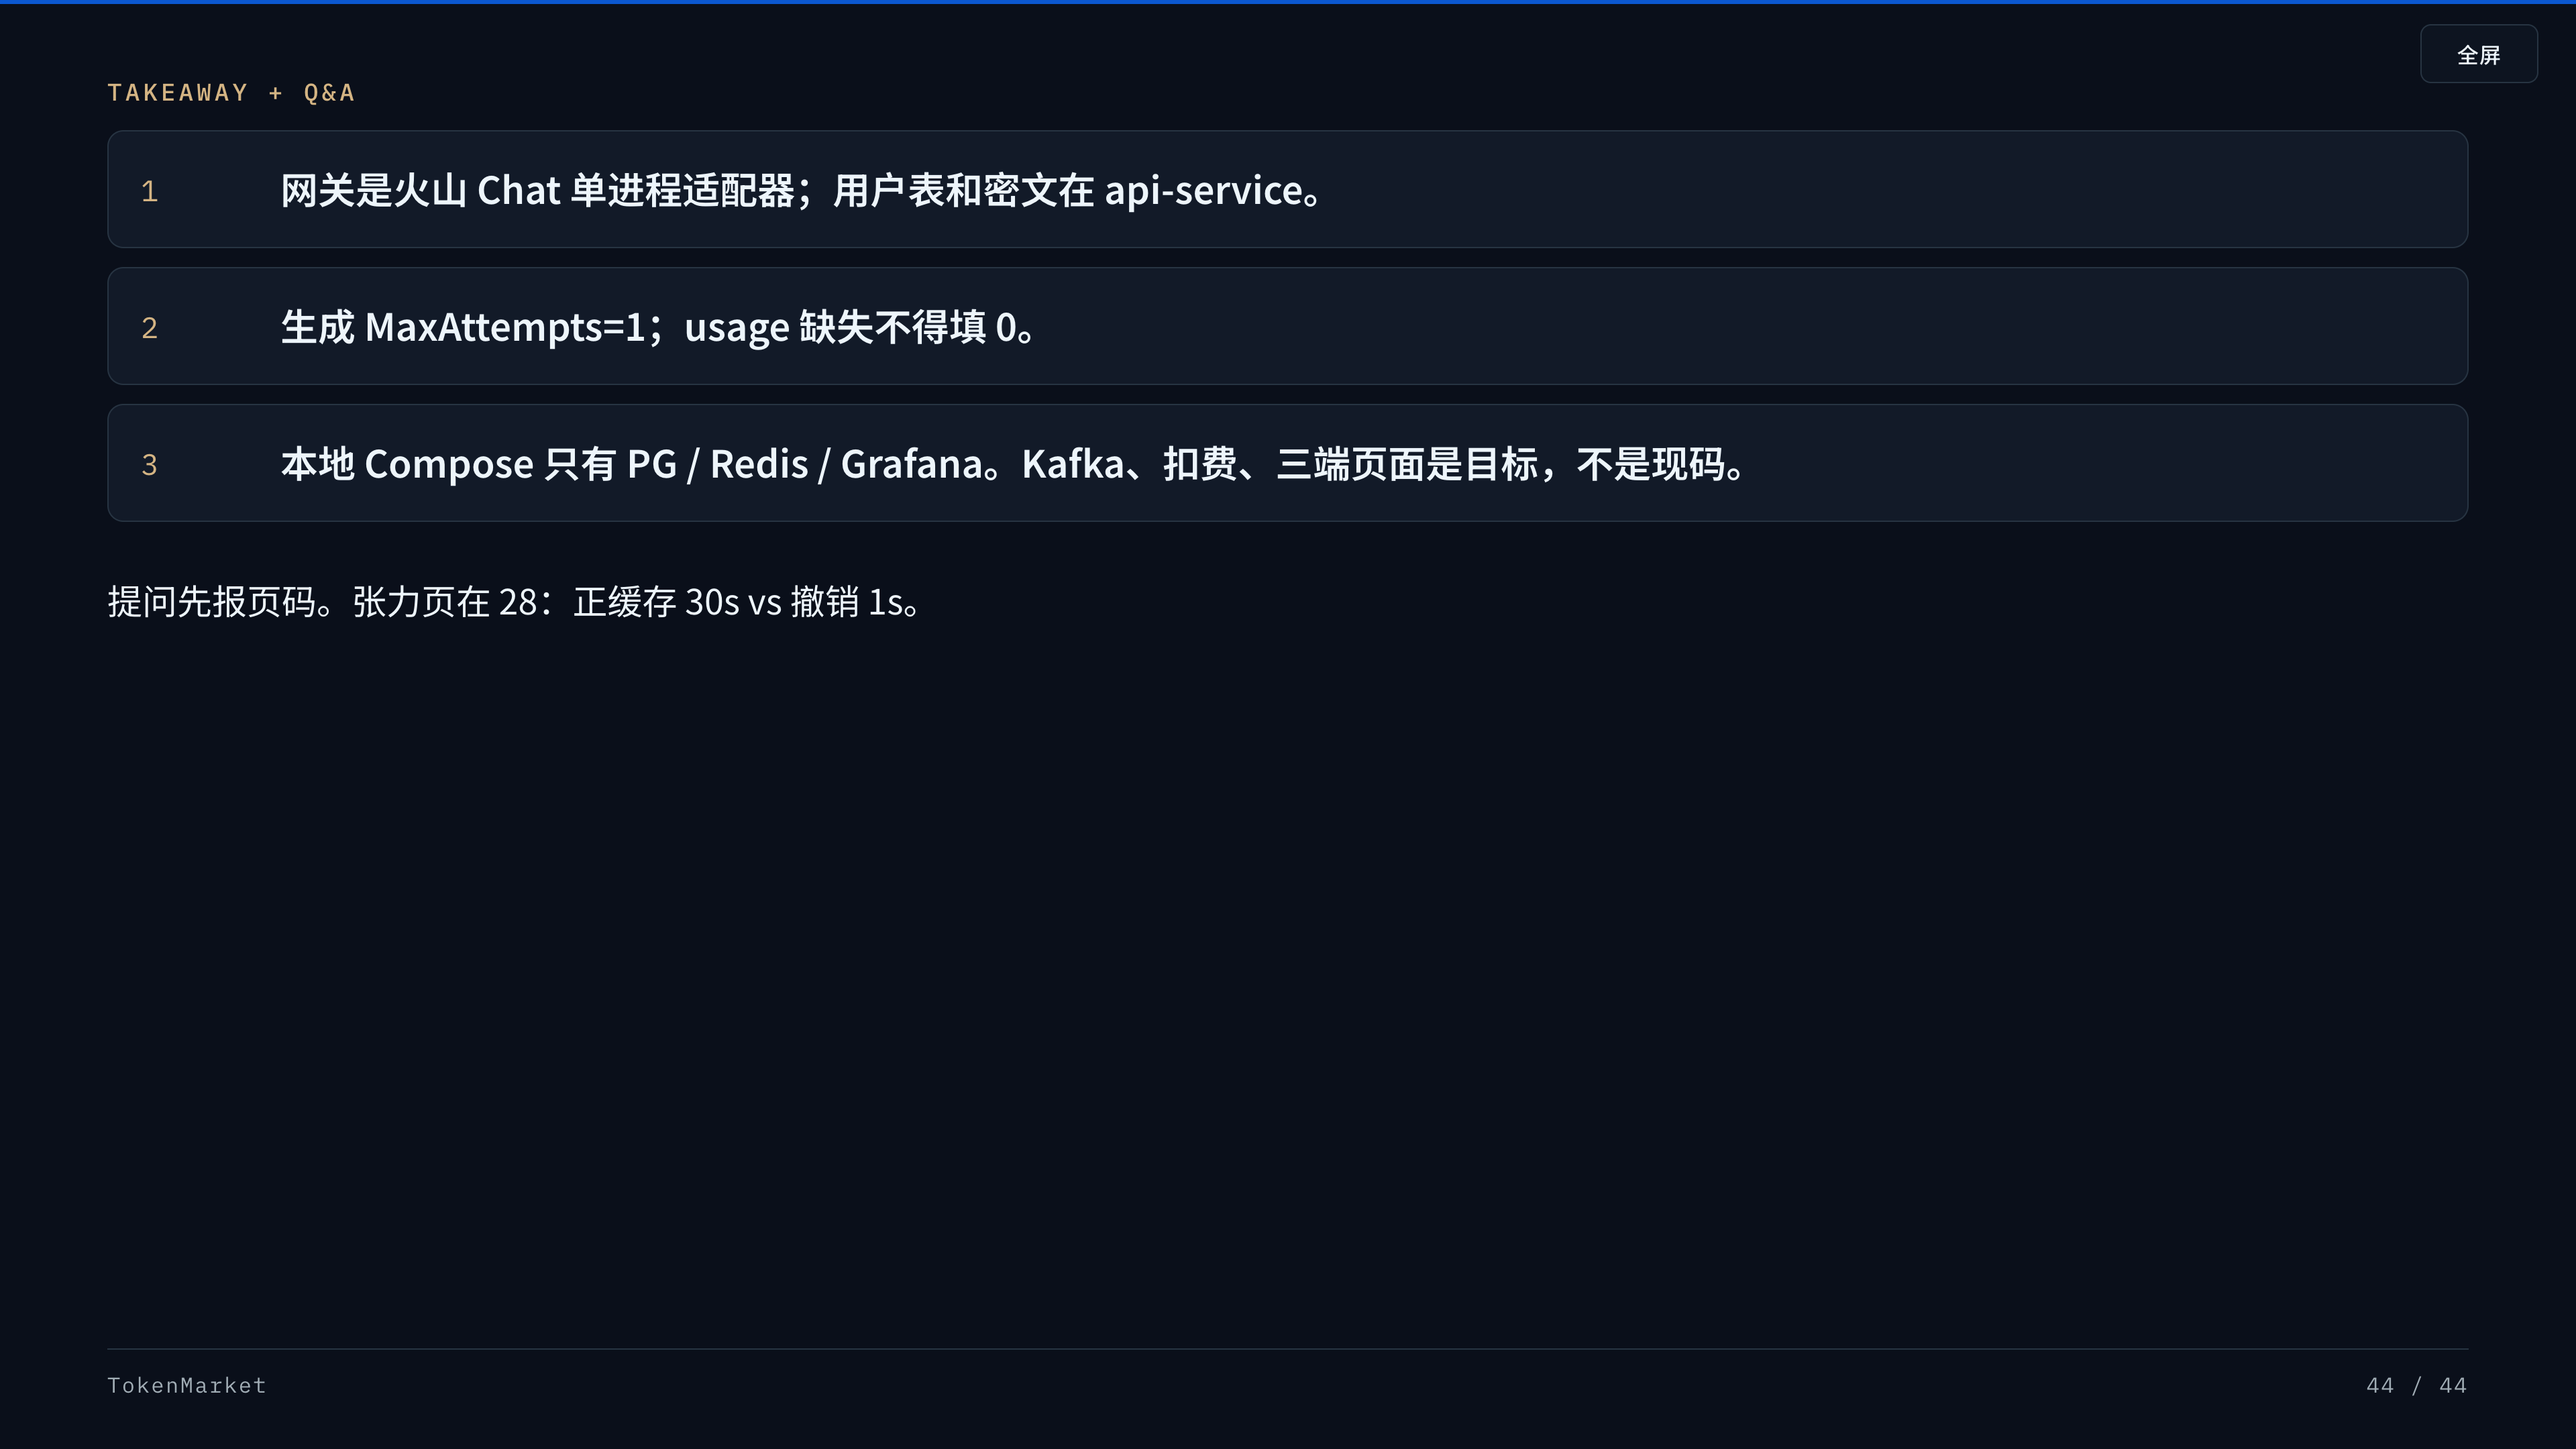 全屏
TAKEAWAY + Q&A
1 网关是火山 Chat 单进程适配器；用户表和密文在 api-service。
2 生成 MaxAttempts=1；usage 缺失不得填 0。
3 本地 Compose 只有 PG / Redis / Grafana。Kafka、扣费、三端页面是目标，不是现码。
提问先报页码。张力页在 28：正缓存 30s vs 撤销 1s。
TokenMarket 44 / 44